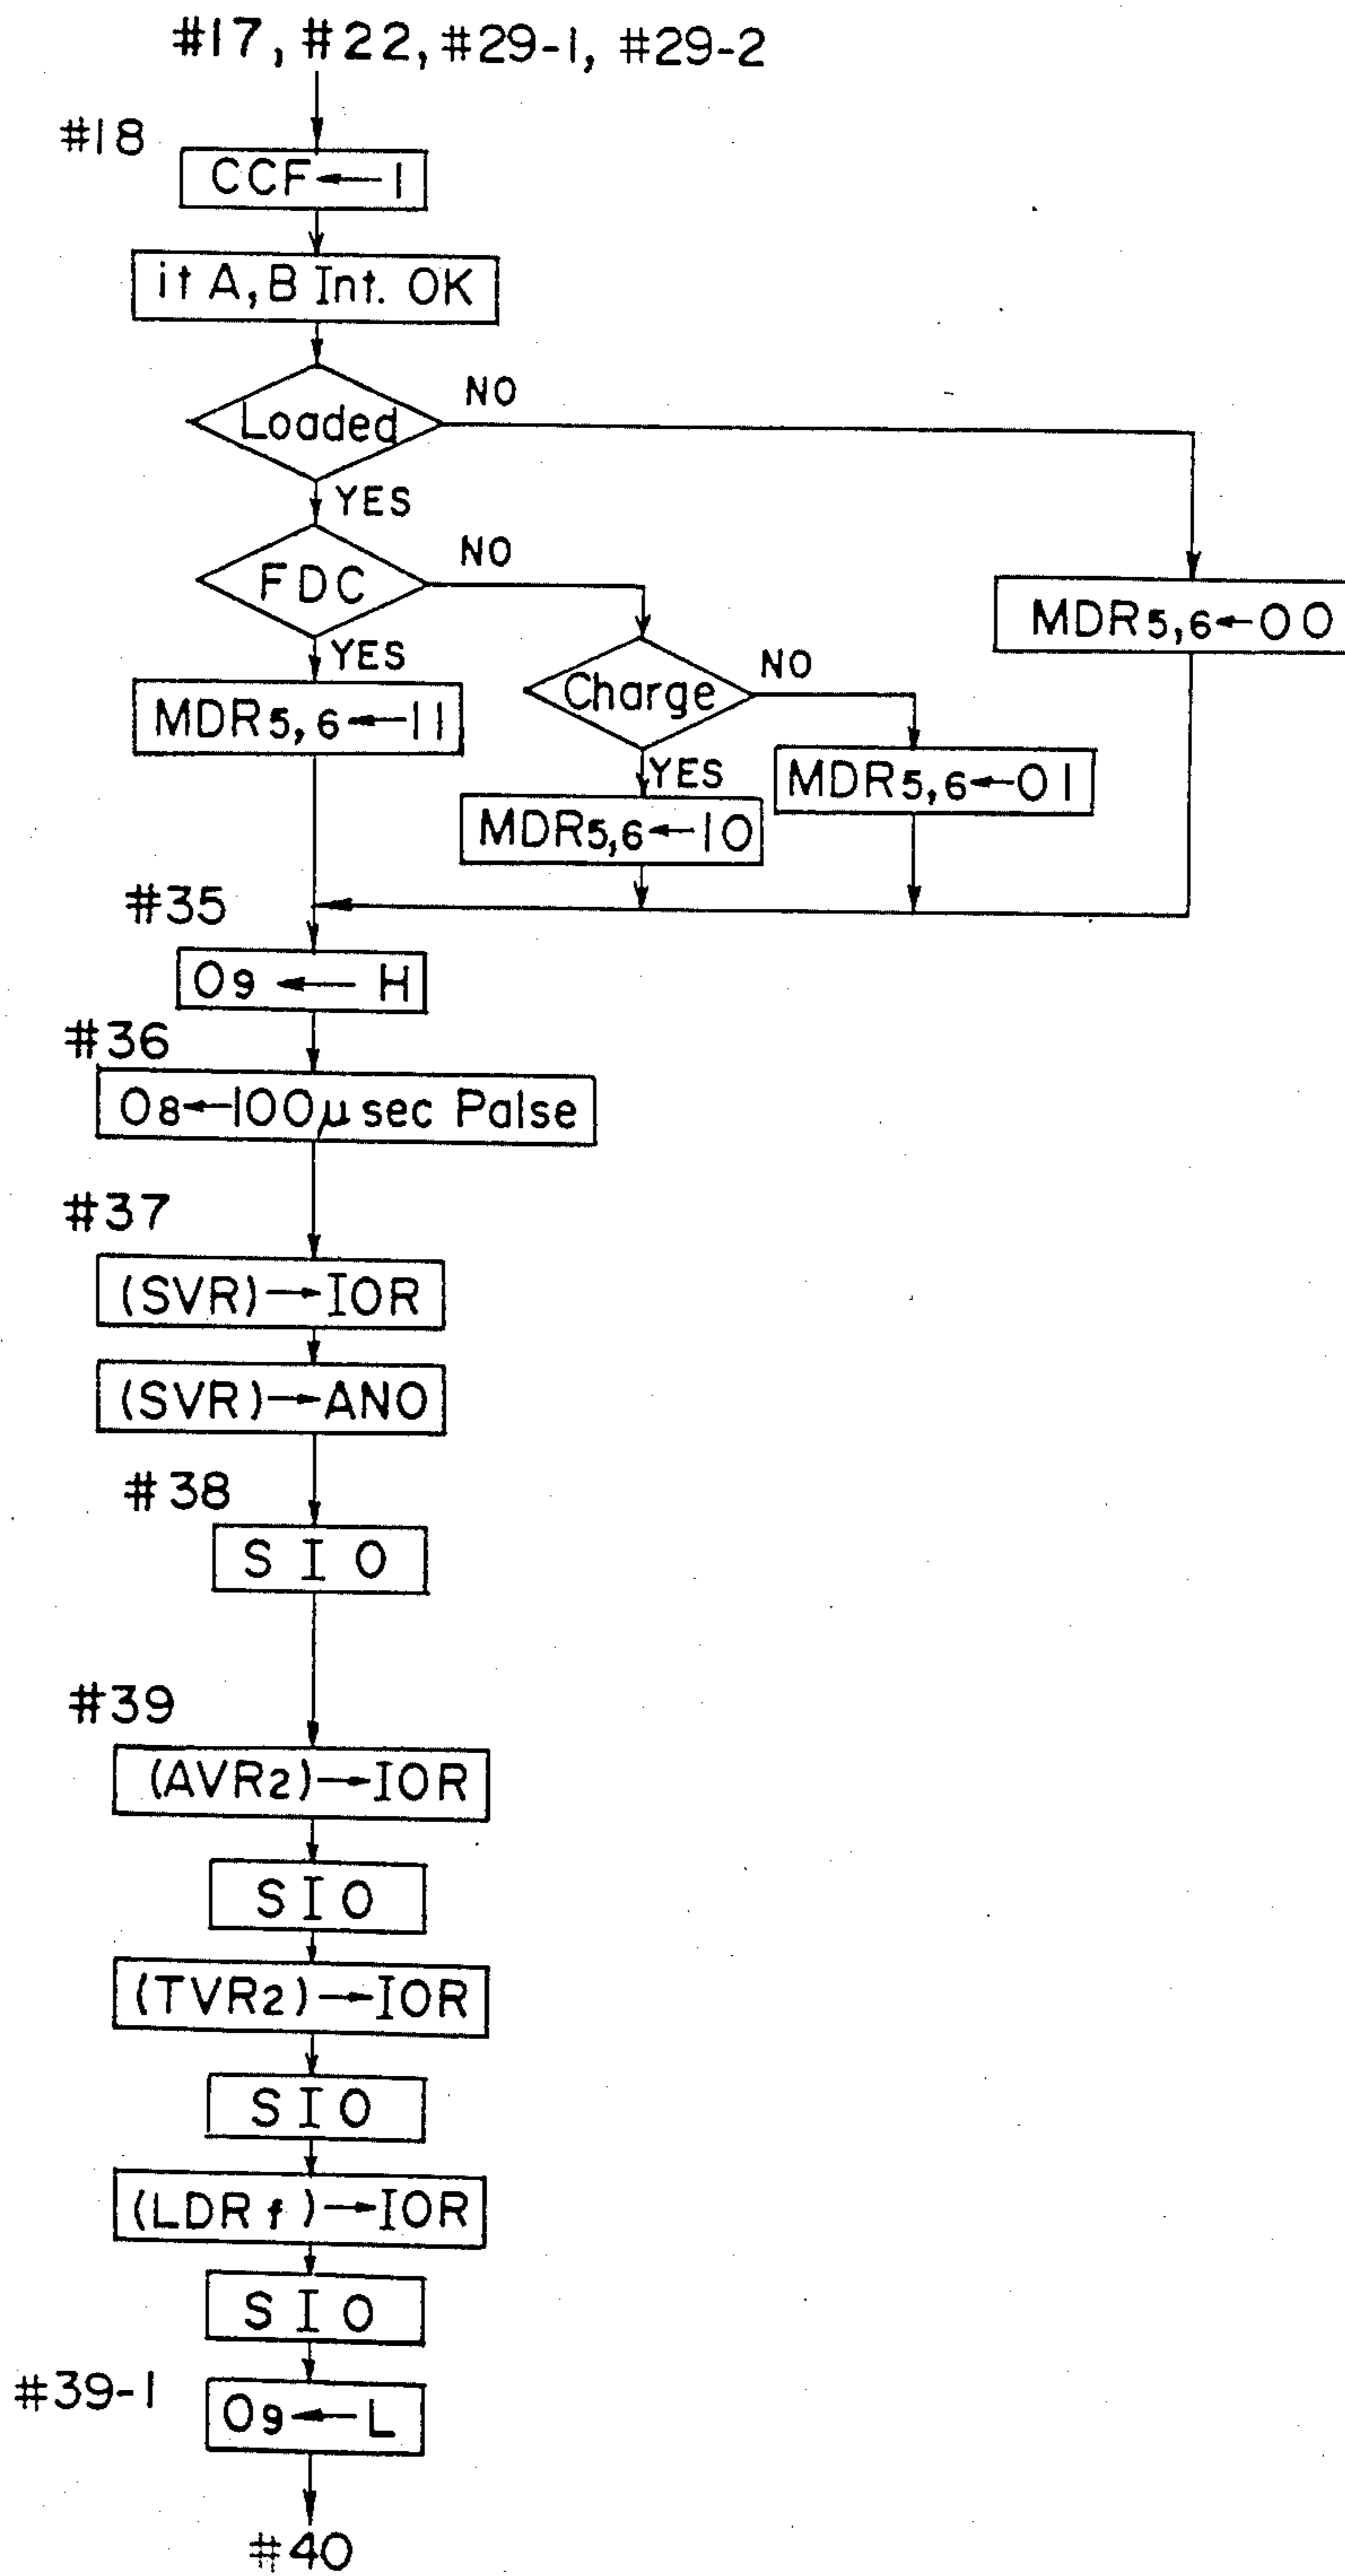 #17, #22, #29-1, #29-2
#18
CCF←1
it A, B Int. OK
Loaded
NO
YES
FDC
NO
YES
MDR5,6←00
Charge
NO
MDR5,6←11
YES
MDR5,6←01
MDR5,6←10
#35
O9 ← H
#36
O8←100μsec Palse
#37
(SVR)→IOR
(SVR)→ANO
#38
SIO
#39
(AVR2)→IOR
SIO
(TVR2)→IOR
SIO
(LDR f)→IOR
SIO
#39-1
O9←L
#40